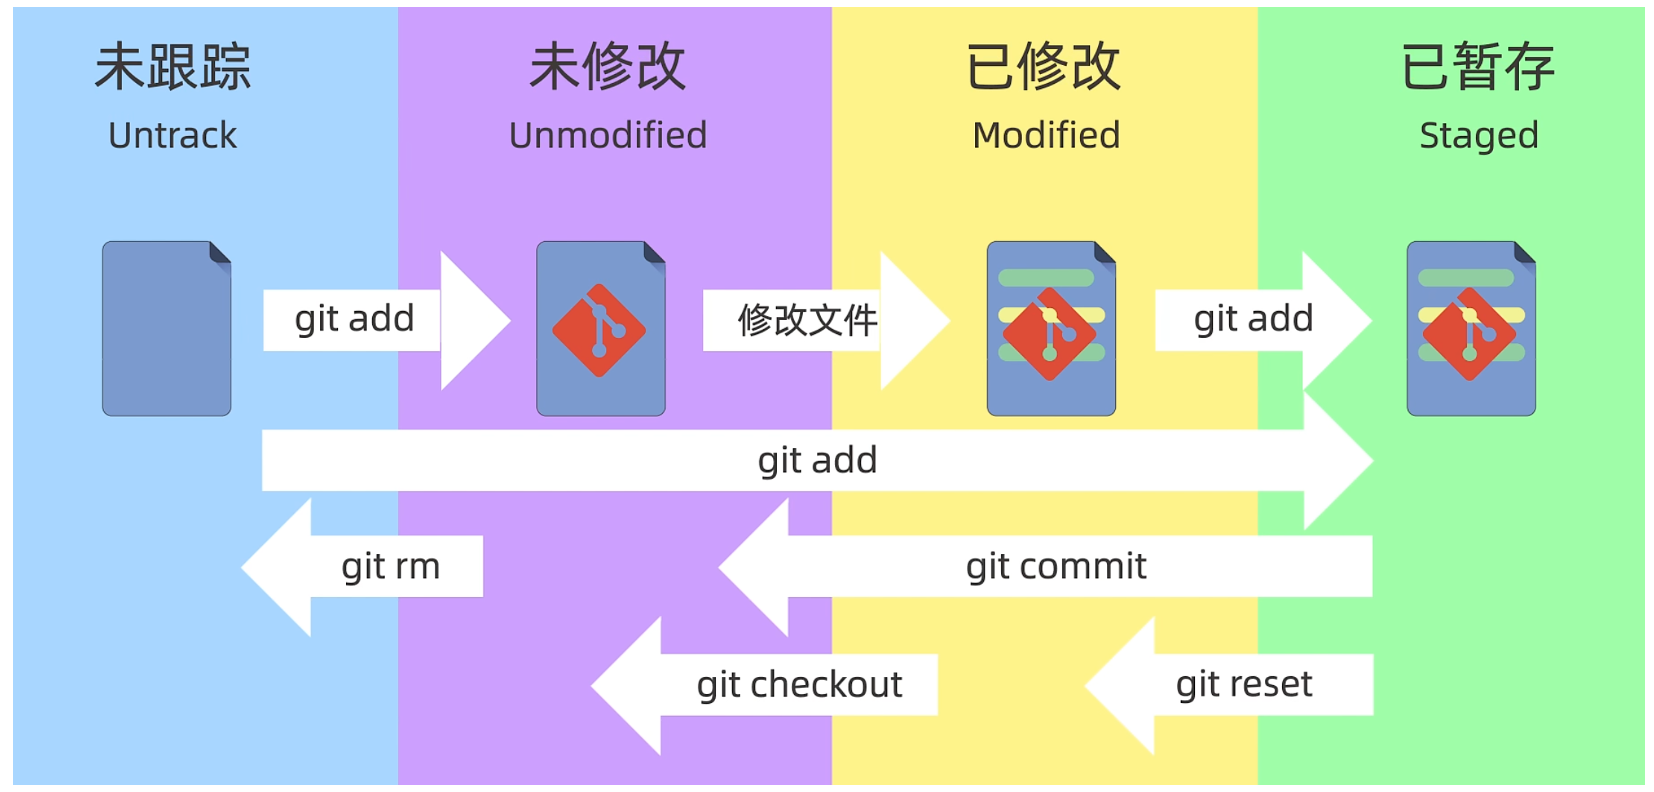 未跟踪
Untrack
未修改
Unmodified
已修改
Modified
已暂存
Staged
git add
修改文件
git add
git add
git rm
git commit
git checkout
git reset